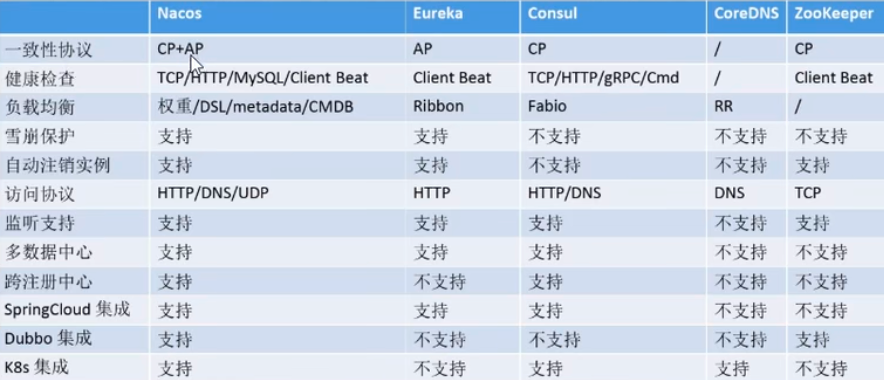 Nacos Eureka Consul CoreDNS ZooKeeper
一致性协议 CP+AP AP CP / CP
健康检查 TCP/HTTP/MySQL/Client Beat Client Beat TCP/HTTP/gRPC/Cmd / Client Beat
负载均衡 权重/DSL/metadata/CMDB Ribbon Fabio RR /
雪崩保护 支持 支持 不支持 不支持 不支持
自动注销实例 支持 支持 不支持 不支持 支持
访问协议 HTTP/DNS/UDP HTTP HTTP/DNS DNS TCP
监听支持 支持 支持 支持 不支持 支持
多数据中心 支持 支持 支持 不支持 不支持
跨注册中心 支持 不支持 支持 不支持 不支持
SpringCloud 集成 支持 支持 支持 不支持 不支持
Dubbo 集成 支持 不支持 不支持 不支持 支持
K8s 集成 支持 不支持 支持 支持 不支持